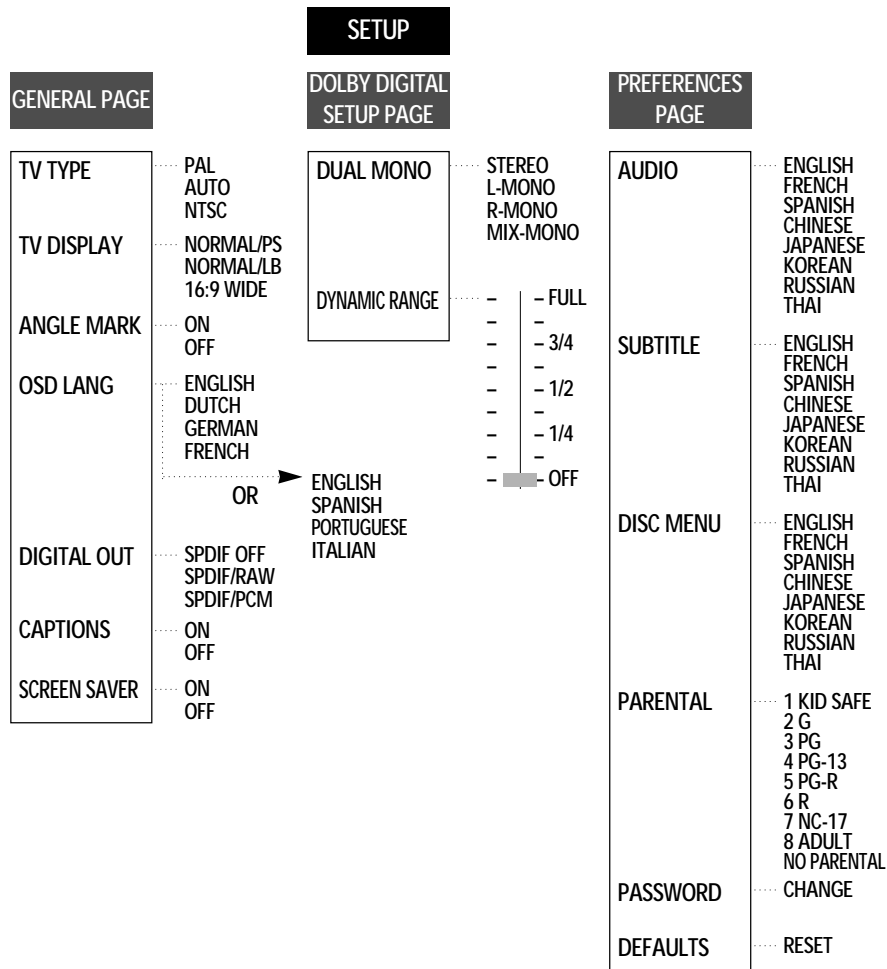 SETUP
GENERAL PAGE
TV TYPE
PAL
AUTO
NTSC
TV DISPLAY
NORMAL/PS
NORMAL/LB
16:9 WIDE
ANGLE MARK
ON
OFF
OSD LANG
ENGLISH
DUTCH
GERMAN
FRENCH
OR
ENGLISH
SPANISH
PORTUGUESE
ITALIAN
DIGITAL OUT
SPDIF OFF
SPDIF/RAW
SPDIF/PCM
CAPTIONS
ON
OFF
SCREEN SAVER
ON
OFF
DOLBY DIGITAL
SETUP PAGE
DUAL MONO
STEREO
L-MONO
R-MONO
MIX-MONO
DYNAMIC RANGE
FULL
3/4
1/2
1/4
OFF
PREFERENCES
PAGE
AUDIO
ENGLISH
FRENCH
SPANISH
CHINESE
JAPANESE
KOREAN
RUSSIAN
THAI
SUBTITLE
ENGLISH
FRENCH
SPANISH
CHINESE
JAPANESE
KOREAN
RUSSIAN
THAI
DISC MENU
ENGLISH
FRENCH
SPANISH
CHINESE
JAPANESE
KOREAN
RUSSIAN
THAI
PARENTAL
1 KID SAFE
2 G
3 PG
4 PG-13
5 PG-R
6 R
7 NC-17
8 ADULT
NO PARENTAL
PASSWORD
CHANGE
DEFAULTS
RESET